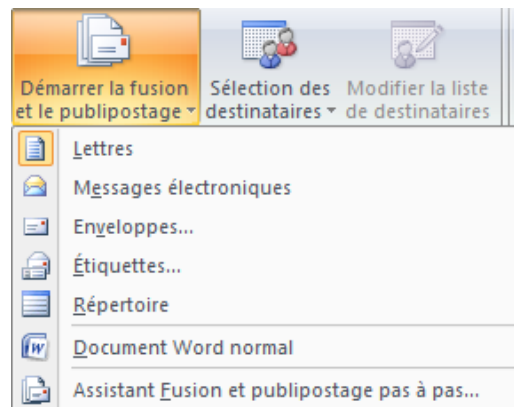 Démarrer la fusion Sélection des Modifier la liste
et le publipostage destinataires de destinataires
Lettres
Messages électroniques
Enveloppes...
Étiquettes...
Répertoire
Document Word normal
Assistant Fusion et publipostage pas à pas...